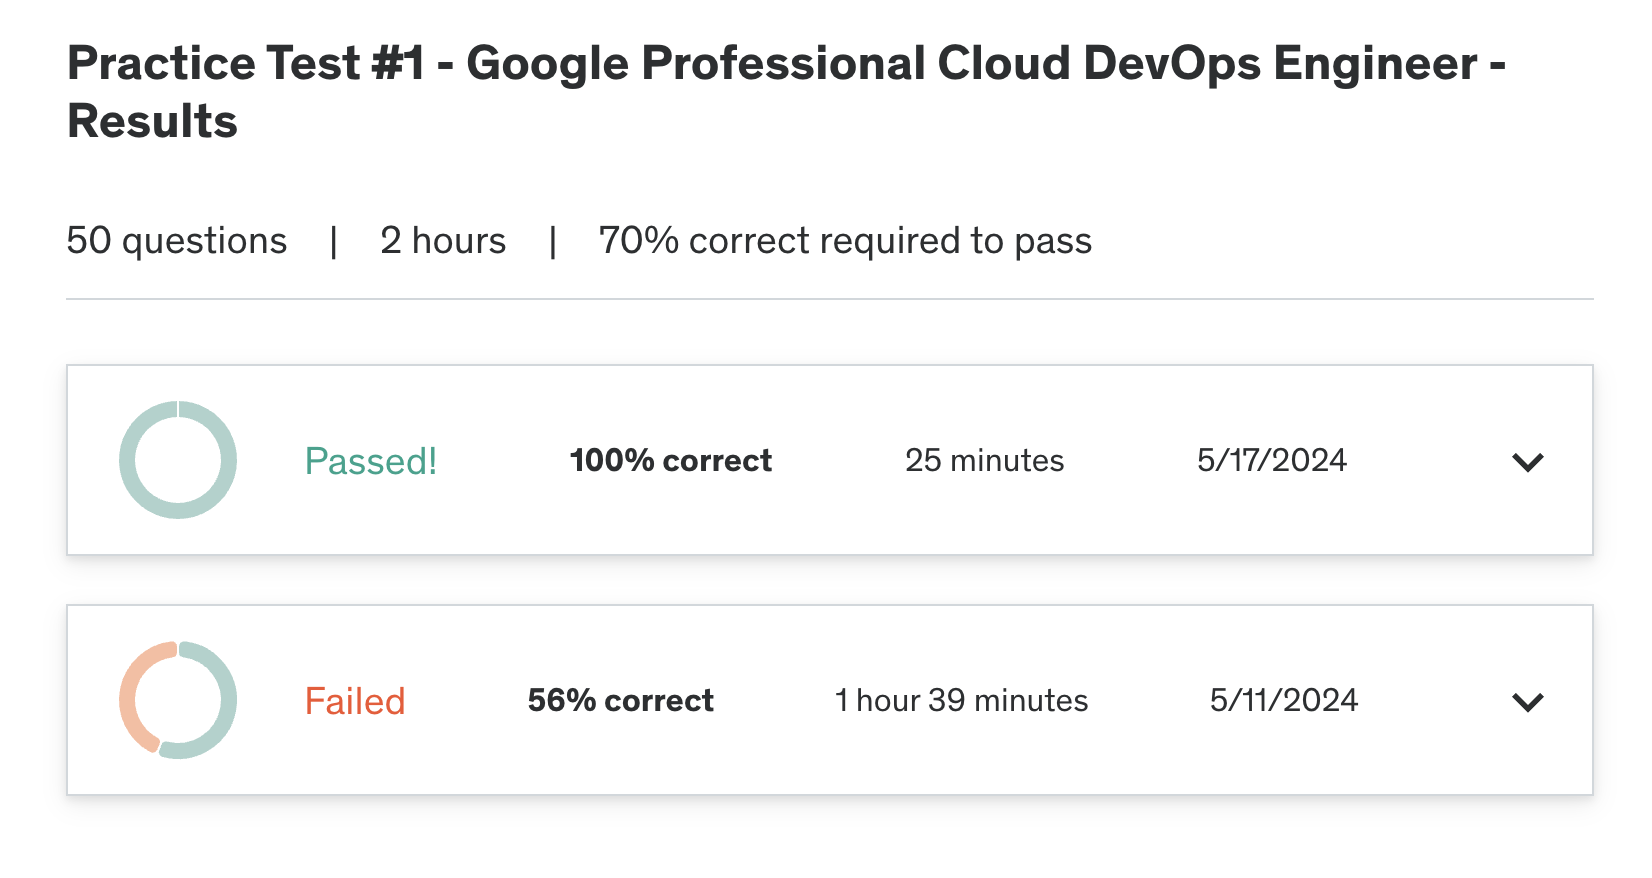 Practice Test #1 - Google Professional Cloud DevOps Engineer -
Results
50 questions | 2 hours | 70% correct required to pass
Passed! 100% correct 25 minutes 5/17/2024
Failed 56% correct 1 hour 39 minutes 5/11/2024